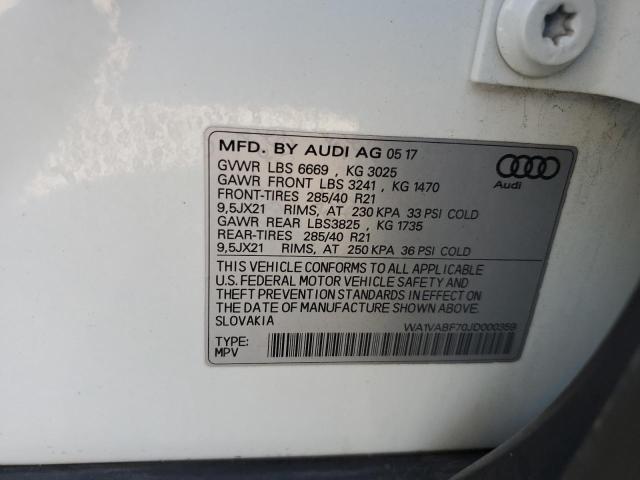 MFD. BY AUDI AG 05 17
GVWR LBS 6669 , KG 3025
GAWR FRONT LBS 3241 , KG 1470
FRONT-TIRES 285/40 R21
9,5JX21 RIMS, AT 230 KPA 33 PSI COLD
GAWR REAR LBS3825 , KG 1735
REAR-TIRES 285/40 R21
9,5JX21 RIMS, AT 250 KPA 36 PSI COLD
THIS VEHICLE CONFORMS TO ALL APPLICABLE
U.S. FEDERAL MOTOR VEHICLE SAFETY AND
THEFT PREVENTION STANDARDS IN EFFECT ON
THE DATE OF MANUFACTURE SHOWN ABOVE.
SLOVAKIA
WA1VABF70JD000359
TYPE:
MPV
Audi